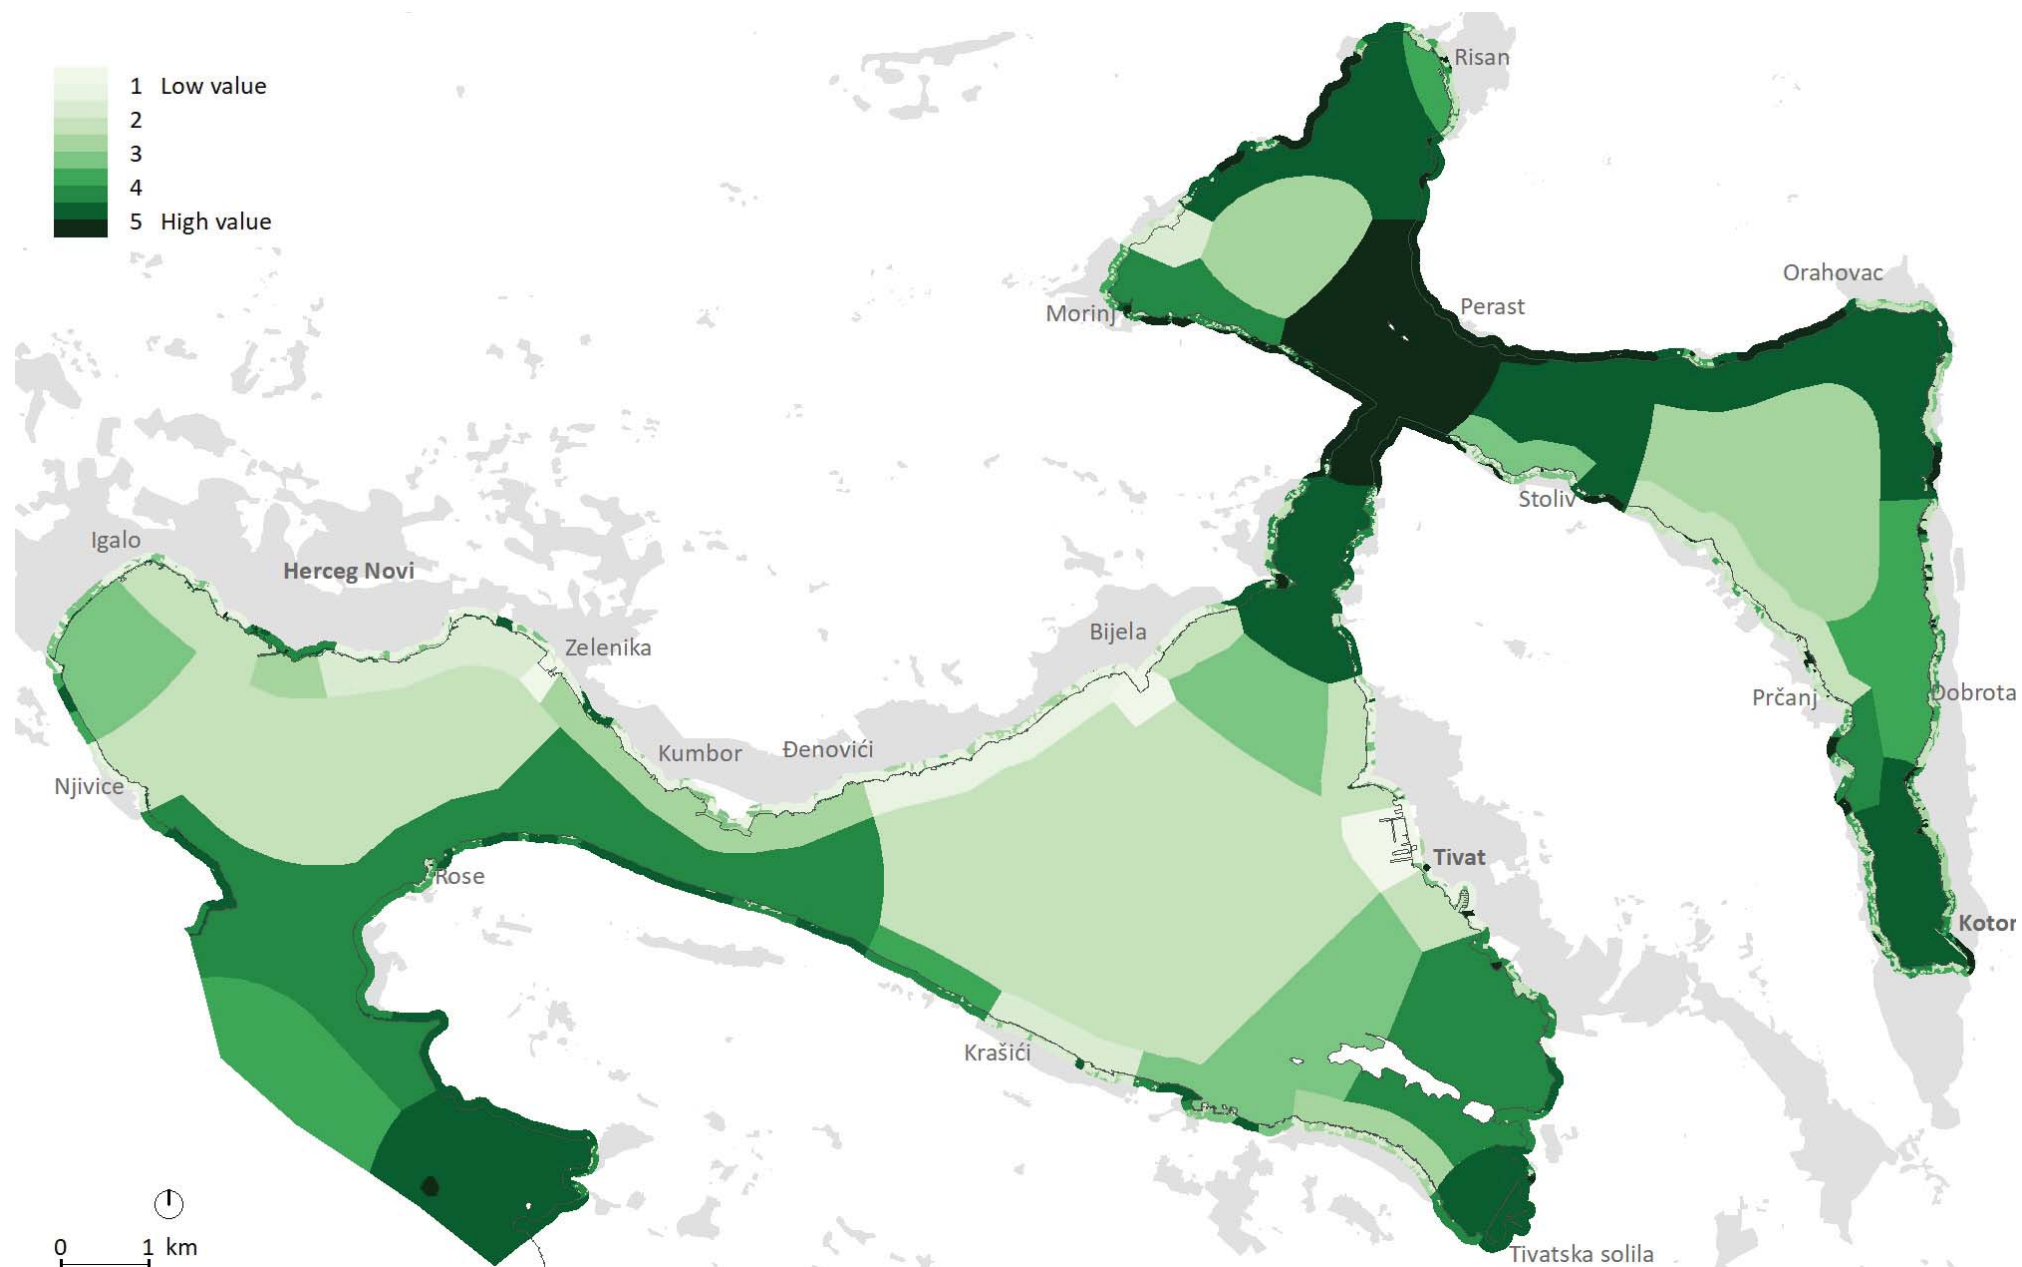 1 Low value
2
3
4
5 High value
Risan
Orahovac
Morinj
Perast
Stoliv
Igalo
Herceg Novi
Zelenika
Bijela
Prčanj
Dobrota
Njivice
Kumbor
Đenovići
Tivat
Rose
Kotor
Krašići
Tivatska solila
0 1 km